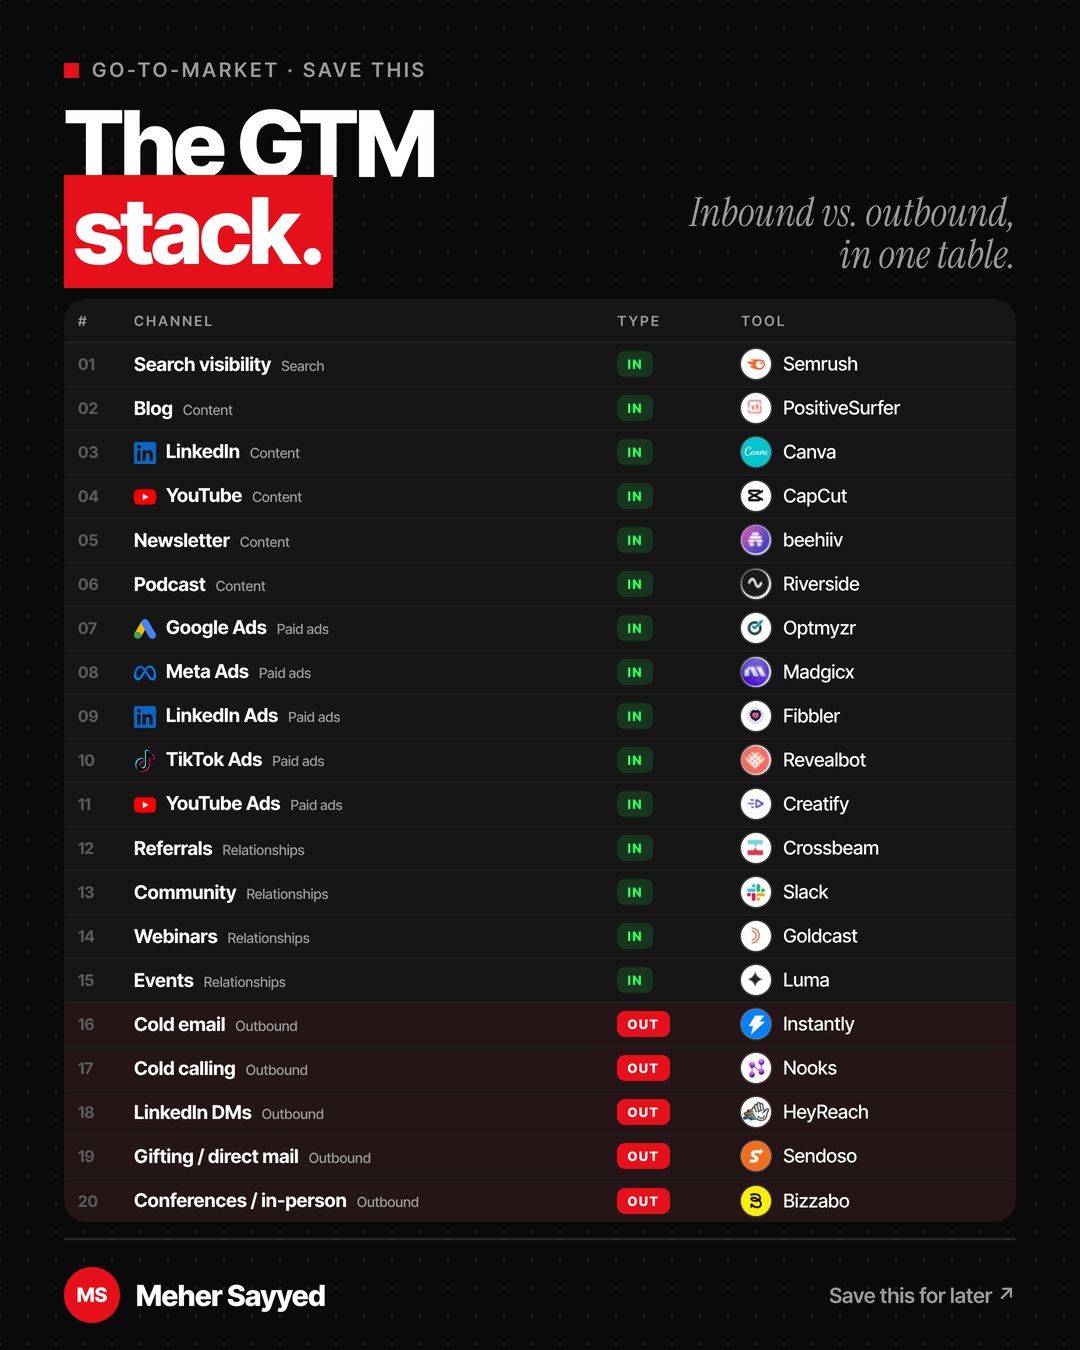 GO-TO-MARKET · SAVE THIS
The GTM
stack.
Inbound vs. outbound,
in one table.
# CHANNEL TYPE TOOL
01 Search visibility Search IN Semrush
02 Blog Content IN PositiveSurfer
03 LinkedIn Content IN Canva
04 YouTube Content IN CapCut
05 Newsletter Content IN beehiiv
06 Podcast Content IN Riverside
07 Google Ads Paid ads IN Optmyzr
08 Meta Ads Paid ads IN Madgicx
09 LinkedIn Ads Paid ads IN Fibbler
10 TikTok Ads Paid ads IN Revealbot
11 YouTube Ads Paid ads IN Creatify
12 Referrals Relationships IN Crossbeam
13 Community Relationships IN Slack
14 Webinars Relationships IN Goldcast
15 Events Relationships IN Luma
16 Cold email Outbound OUT Instantly
17 Cold calling Outbound OUT Nooks
18 LinkedIn DMs Outbound OUT HeyReach
19 Gifting / direct mail Outbound OUT Sendoso
20 Conferences / in-person Outbound OUT Bizzabo
MS Meher Sayyed
Save this for later ↗